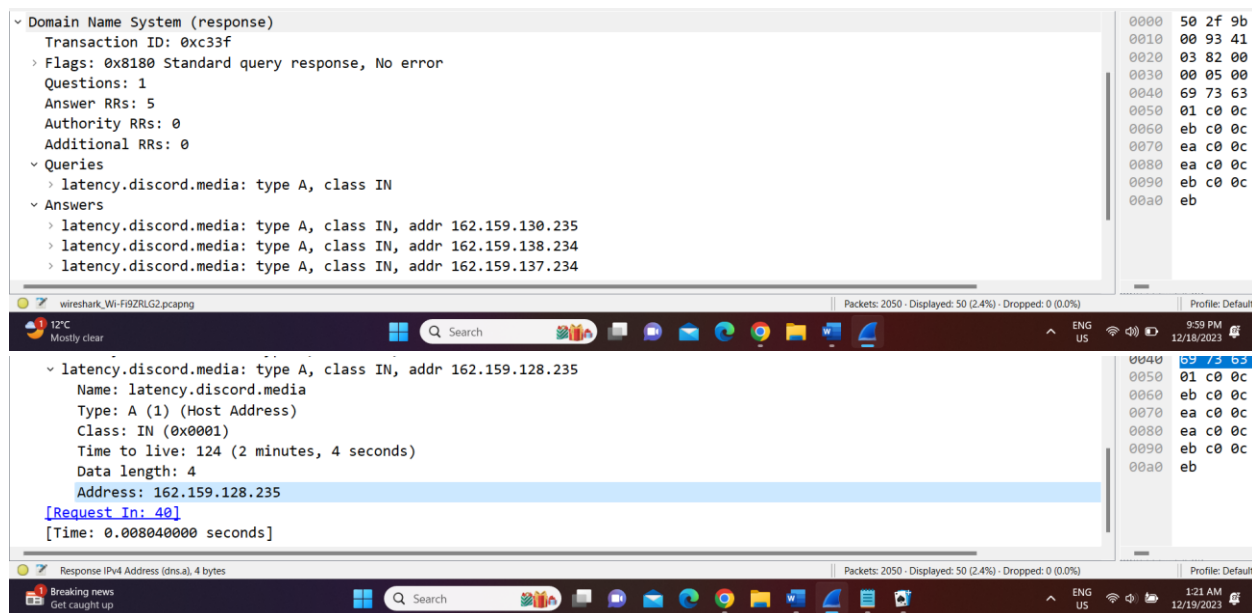 Domain Name System (response)
Transaction ID: 0xc33f
Flags: 0x8180 Standard query response, No error
Questions: 1
Answer RRs: 5
Authority RRs: 0
Additional RRs: 0
Queries
latency.discord.media: type A, class IN
Answers
latency.discord.media: type A, class IN, addr 162.159.130.235
latency.discord.media: type A, class IN, addr 162.159.138.234
latency.discord.media: type A, class IN, addr 162.159.137.234
0000 50 2f 9b
0010 00 93 41
0020 03 82 00
0030 00 05 00
0040 69 73 63
0050 01 c0 0c
0060 eb c0 0c
0070 ea c0 0c
0080 ea c0 0c
0090 eb c0 0c
00a0 eb
wireshark_Wi-Fi9ZRLG2.pcapng
Packets: 2050 · Displayed: 50 (2.4%) · Dropped: 0 (0.0%)
Profile: Default
1
12°C
Mostly clear
Search
ENG
US
9:59 PM
12/18/2023
latency.discord.media: type A, class IN, addr 162.159.128.235
Name: latency.discord.media
Type: A (1) (Host Address)
Class: IN (0x0001)
Time to live: 124 (2 minutes, 4 seconds)
Data length: 4
Address: 162.159.128.235
[Request In: 40]
[Time: 0.008040000 seconds]
0040 69 73 63
0050 01 c0 0c
0060 eb c0 0c
0070 ea c0 0c
0080 ea c0 0c
0090 eb c0 0c
00a0 eb
Response IPv4 Address (dns.a), 4 bytes
Packets: 2050 · Displayed: 50 (2.4%) · Dropped: 0 (0.0%)
Profile: Default
1
Breaking news
Get caught up
Search
ENG
US
1:21 AM
12/19/2023